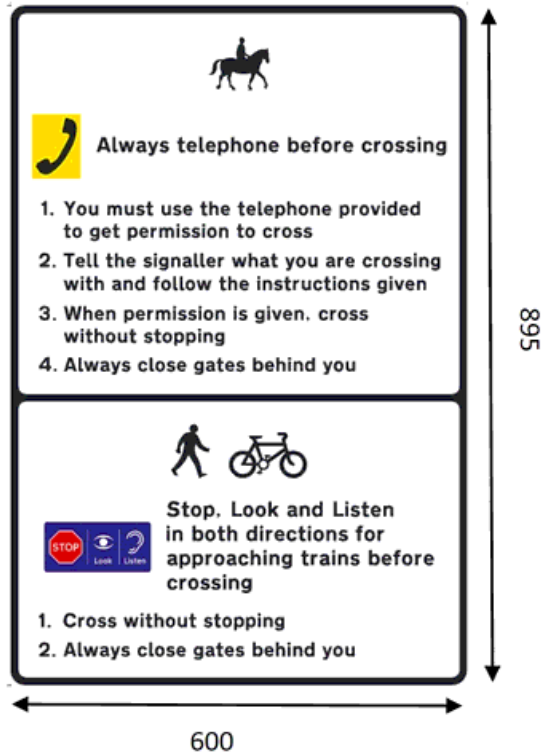 Always telephone before crossing
1. You must use the telephone provided
to get permission to cross
2. Tell the signaller what you are crossing
with and follow the instructions given
3. When permission is given, cross
without stopping
4. Always close gates behind you
Stop, Look and Listen
in both directions for
approaching trains before
crossing
STOP Look Listen
1. Cross without stopping
2. Always close gates behind you
895
600